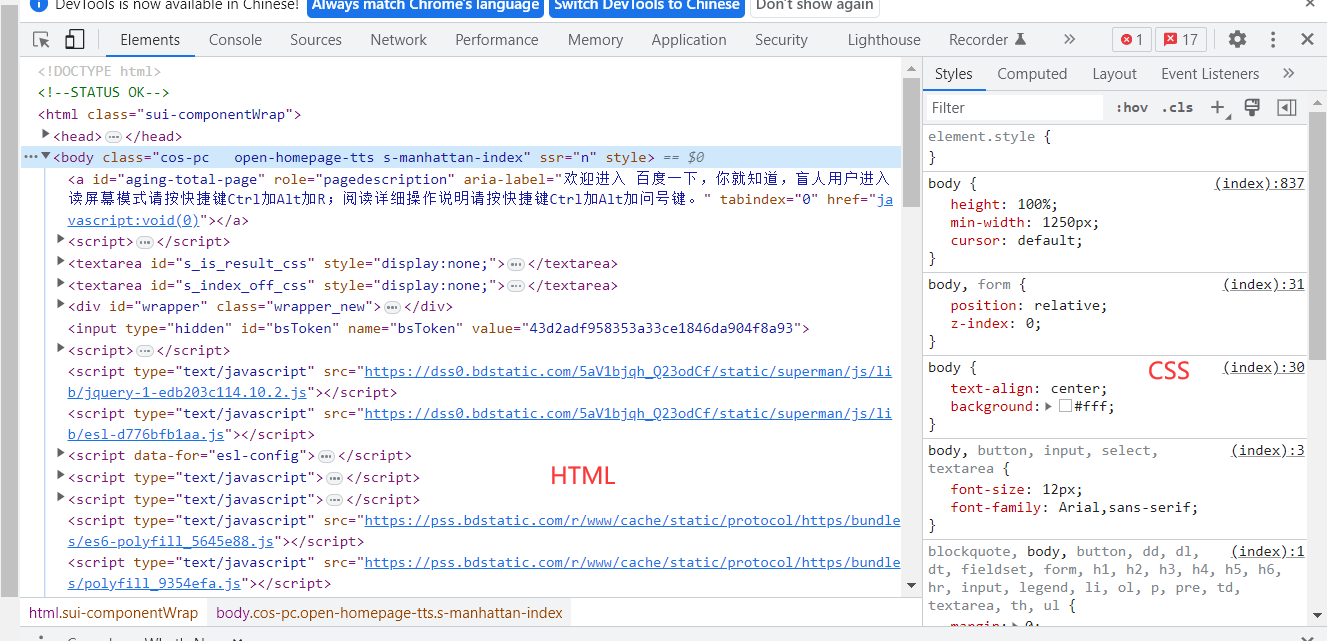 DevTools is now available in Chinese! Always match Chrome's language Switch DevTools to Chinese Don't show again
Elements Console Sources Network Performance Memory Application Security Lighthouse Recorder 1 17
<!DOCTYPE html>
<!--STATUS OK-->
<html class="sui-componentWrap">
<head> … </head>
<body class="cos-pc   open-homepage-tts s-manhattan-index" ssr="n" style> == $0
<a id="aging-total-page" role="pagedescription" aria-label="欢迎进入 百度一下，你就知道，盲人用户进入
读屏幕模式请按快捷键Ctrl加Alt加R；阅读详细操作说明请按快捷键Ctrl加Alt加问号键。" tabindex="0" href="ja
vascript:void(0)"></a>
<script> … </script>
<textarea id="s_is_result_css" style="display:none;"> … </textarea>
<textarea id="s_index_off_css" style="display:none;"> … </textarea>
<div id="wrapper" class="wrapper_new"> … </div>
<input type="hidden" id="bsToken" name="bsToken" value="43d2adf958353a33ce1846da904f8a93">
<script> … </script>
<script type="text/javascript" src="https://dss0.bdstatic.com/5aV1bjqh_Q23odCf/static/superman/js/li
b/jquery-1-edb203c114.10.2.js"></script>
<script type="text/javascript" src="https://dss0.bdstatic.com/5aV1bjqh_Q23odCf/static/superman/js/li
b/esl-d776bfb1aa.js"></script>
<script data-for="esl-config"> … </script>
<script type="text/javascript"> … </script>
HTML
<script type="text/javascript"> … </script>
<script type="text/javascript" src="https://pss.bdstatic.com/r/www/cache/static/protocol/https/bundle
s/es6-polyfill_5645e88.js"></script>
<script type="text/javascript" src="https://pss.bdstatic.com/r/www/cache/static/protocol/https/bundle
s/polyfill_9354efa.js"></script>
html.sui-componentWrap body.cos-pc.open-homepage-tts.s-manhattan-index
Styles Computed Layout Event Listeners
Filter :hov .cls
element.style {
}
body { (index):837
height: 100%;
min-width: 1250px;
cursor: default;
}
body, form { (index):31
position: relative;
z-index: 0;
}
body { CSS (index):30
text-align: center;
background: #fff;
}
body, button, input, select, (index):3
textarea {
font-size: 12px;
font-family: Arial,sans-serif;
}
blockquote, body, button, dd, dl, (index):1
dt, fieldset, form, h1, h2, h3, h4, h5, h6,
hr, input, legend, li, ol, p, pre, td,
textarea, th, ul {
margin: 0;